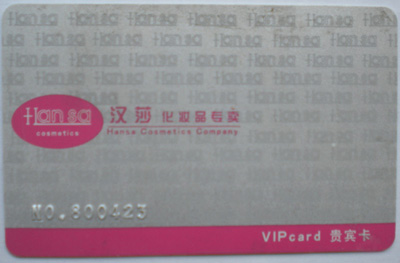 Hansa
cosmetics
汉莎 化妆品专卖
Hansa Cosmetics Company
NO.800423
VIPcard 贵宾卡